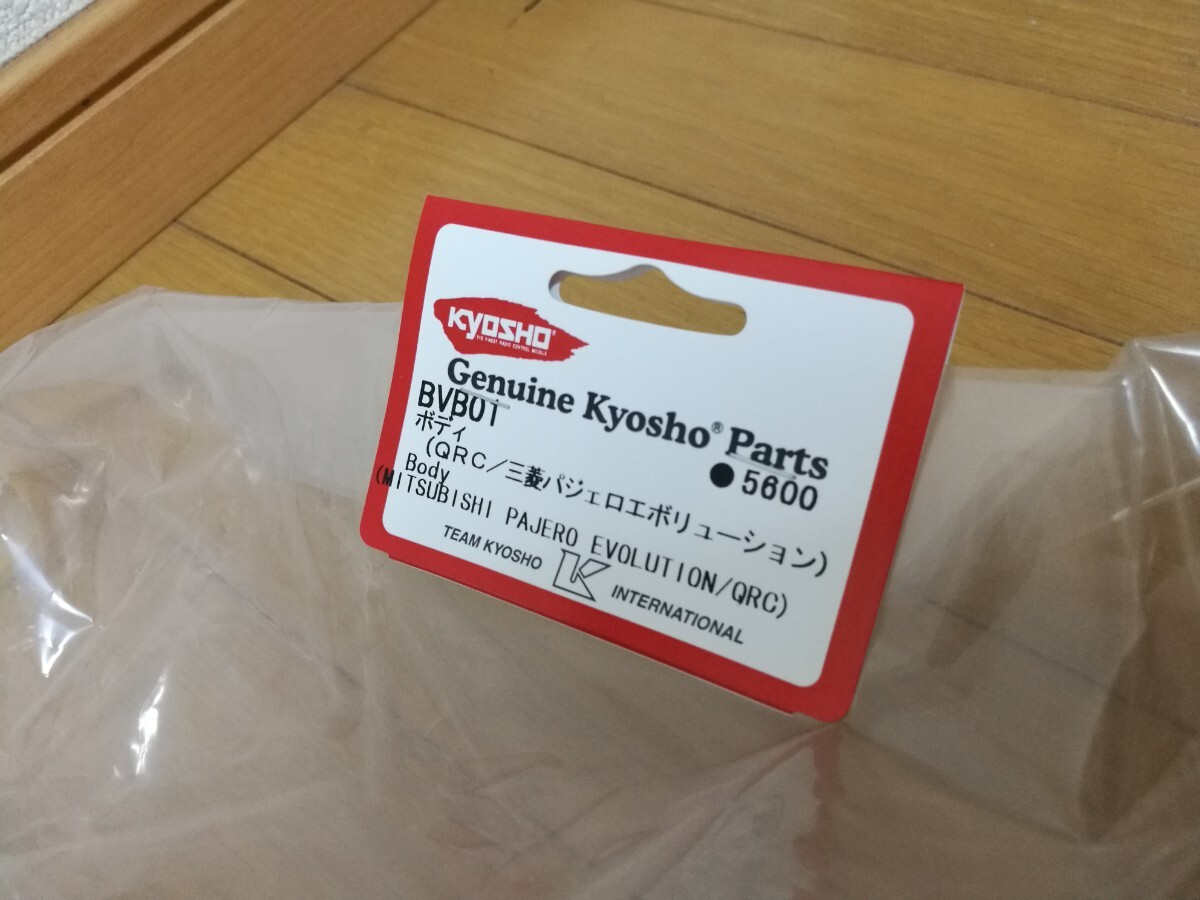 KYOSHO®
THE FINEST RADIO CONTROL MODELS
Genuine Kyosho® Parts
BVB01
●5600
ボディ
(QRC/三菱パジェロエボリューション)
Body
(MITSUBISHI PAJERO EVOLUTION/QRC)
TEAM KYOSHO
INTERNATIONAL